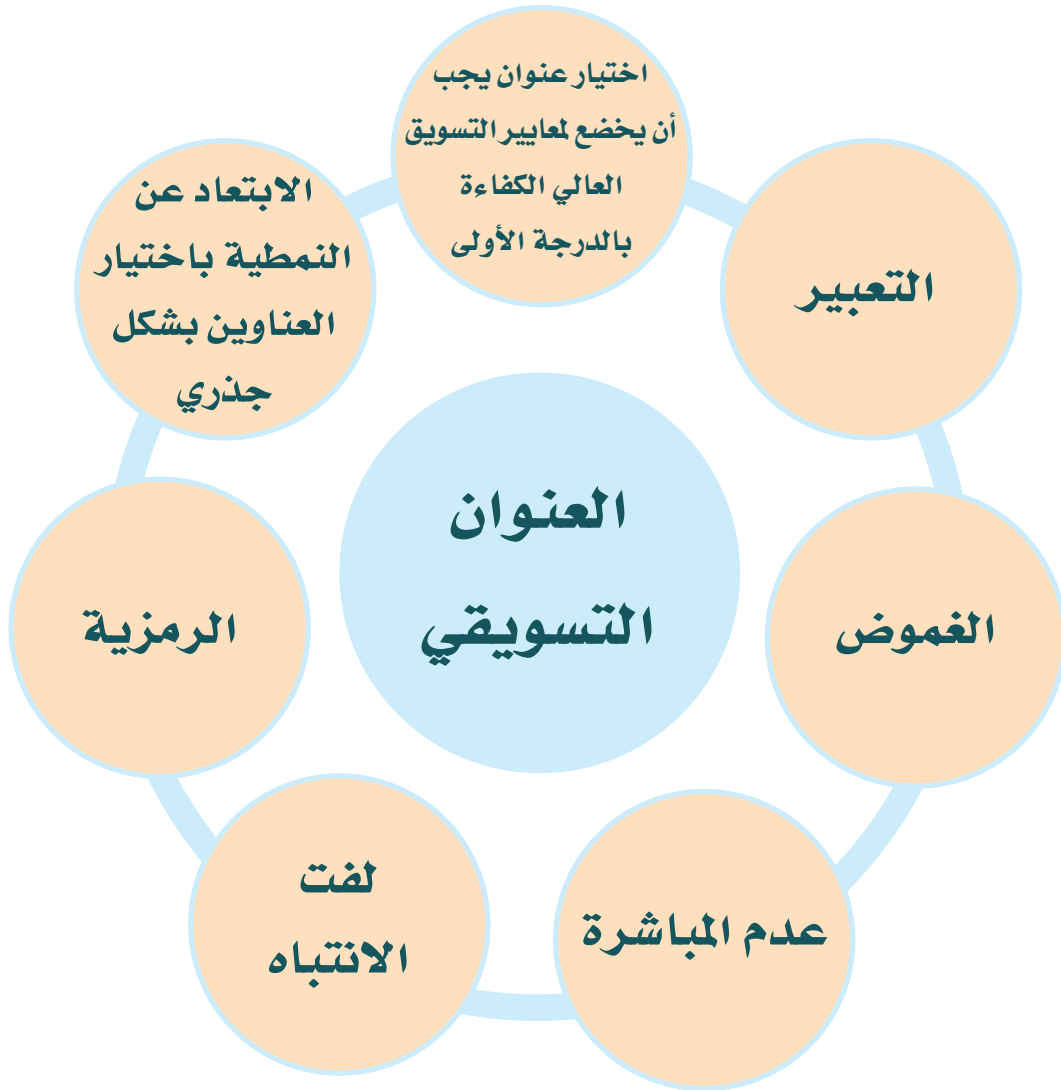 اختيار عنوان يجب
أن يخضع لمعايير التسويق
العالي الكفاءة
بالدرجة الأولى
التعبير
الغموض
عدم المباشرة
لفت
الانتباه
الرمزية
الابتعاد عن
النمطية باختيار
العناوين بشكل
جذري
العنوان
التسويقي